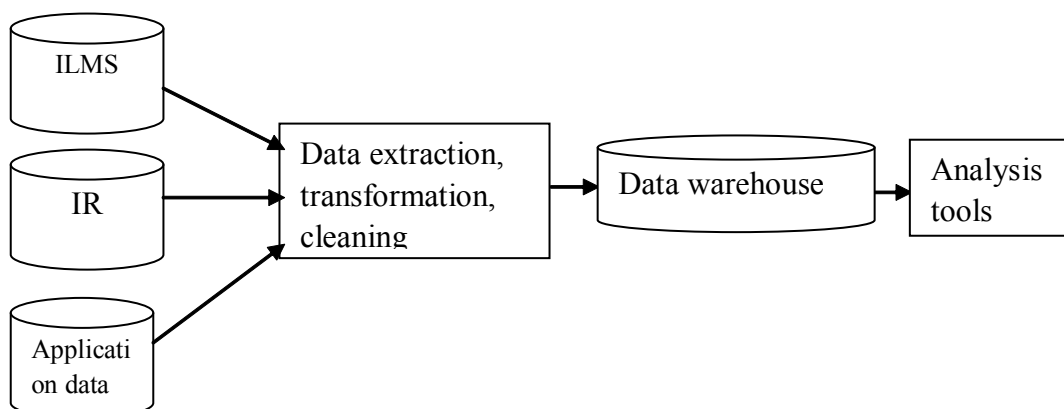 ILMS
IR
Applicati
on data
Data extraction,
transformation,
cleaning
Data warehouse
Analysis
tools